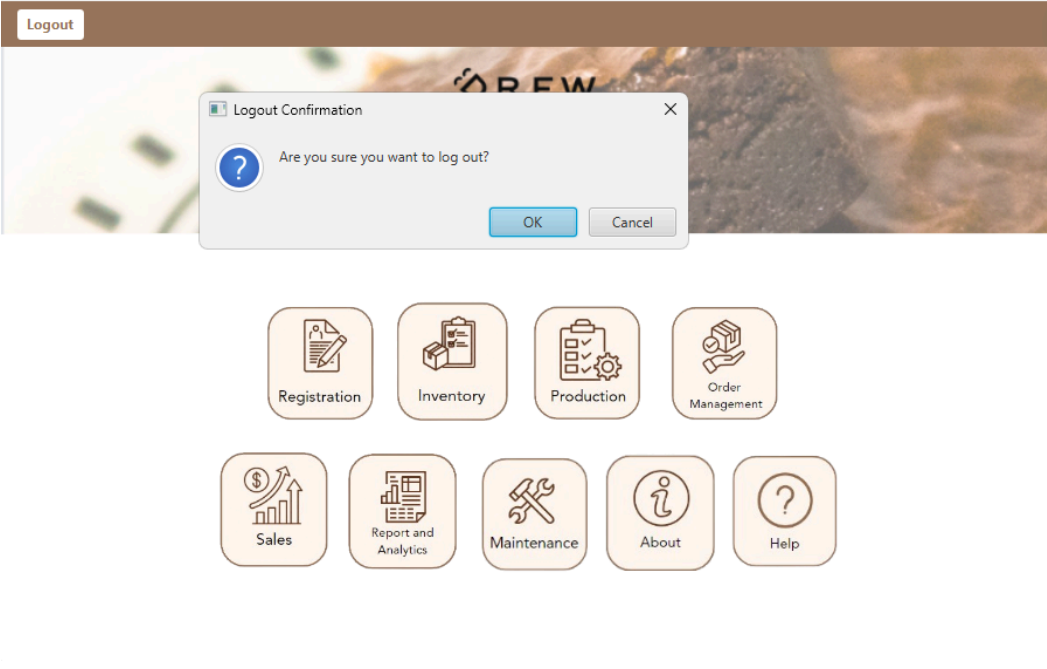 Logout
Logout Confirmation
Are you sure you want to log out?
OK
Cancel
Registration
Inventory
Production
Order
Management
Sales
Report and
Analytics
Maintenance
About
Help